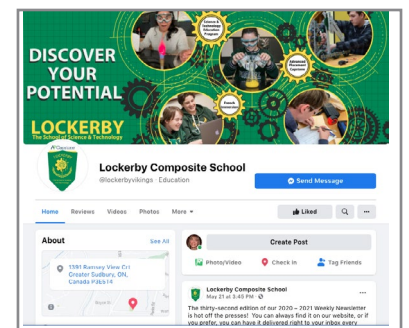 Science &
Technology
Education
Program
DISCOVER
YOUR
POTENTIAL
Advanced
Placement
French
Immersion
LOCKERBY
The School of Science & Technology
Lockerby Composite School
@lockerbyvikings · Education
Send Message
Home Reviews Videos Photos More
Liked
About See All
Create Post
Photo/Video Check in Tag Friends
1391 Ramsey View Crt
Greater Sudbury, ON,
Canada
Lockerby Composite School
May 21 at 3:45 PM
The thirty-second edition of our 2020 – 2021 Weekly Newsletter
is hot off the presses! You can always find it on our website, or if
you prefer, you can have it delivered right to your inbox every